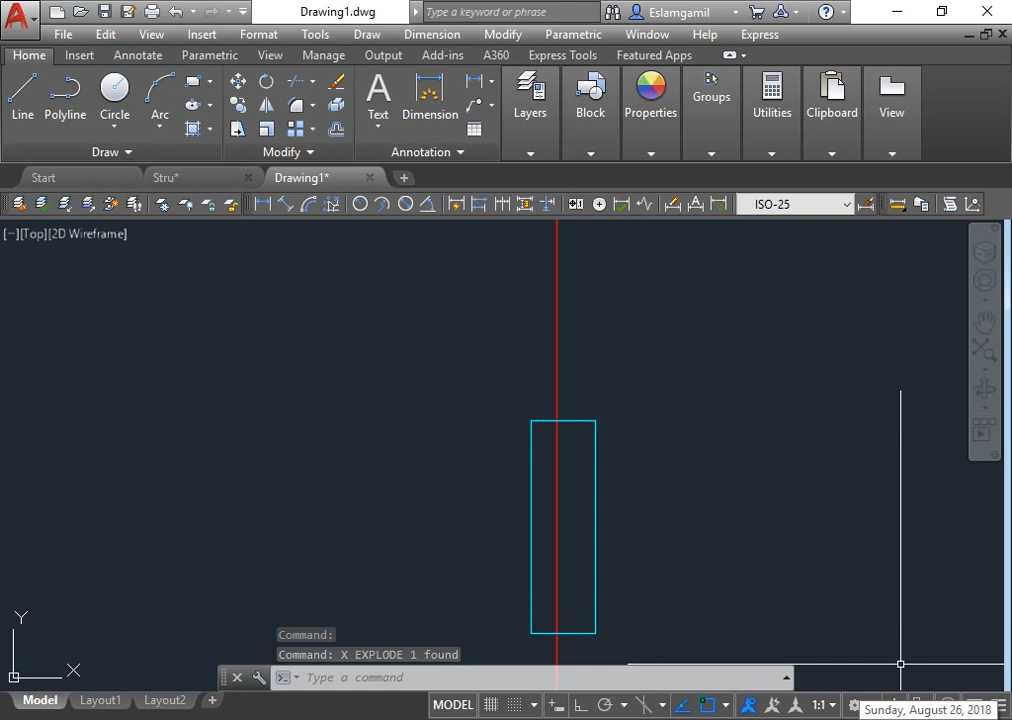 Drawing1.dwg Type a keyword or phrase Eslamgamil
File Edit View Insert Format Tools Draw Dimension Modify Parametric Window Help Express
Home Insert Annotate Parametric View Manage Output Add-ins A360 Express Tools Featured Apps
Line Polyline Circle Arc A Text Dimension Layers Block Properties Groups Utilities Clipboard View
Draw Modify Annotation
Start Stru* Drawing1*
ISO-25
[−][Top][2D Wireframe]
Y
X
Command:
Command: X EXPLODE 1 found
Type a command
Model Layout1 Layout2 MODEL 1:1
Sunday, August 26, 2018